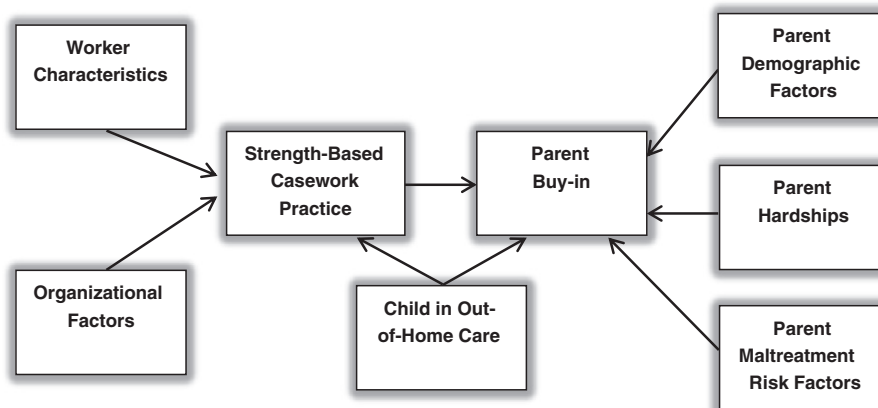 Worker
Characteristics
Parent
Demographic
Factors
Strength-Based
Casework
Practice
Parent
Buy-in
Parent
Hardships
Organizational
Factors
Child in Out-
of-Home Care
Parent
Maltreatment
Risk Factors